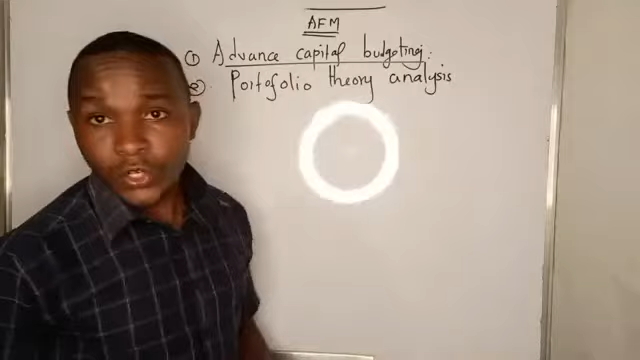 AFM
① Advance capital budgeting:
②. Portofolio theory analysis